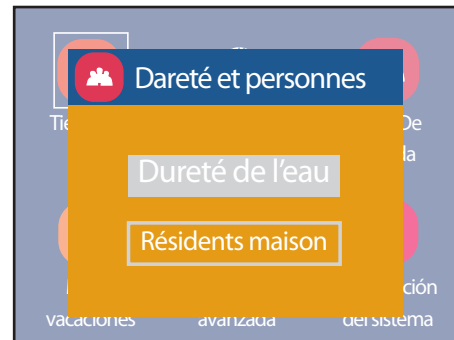 Dareté et personnes
Dureté de l'eau
Résidents maison
vacaciones avanzada del sistema